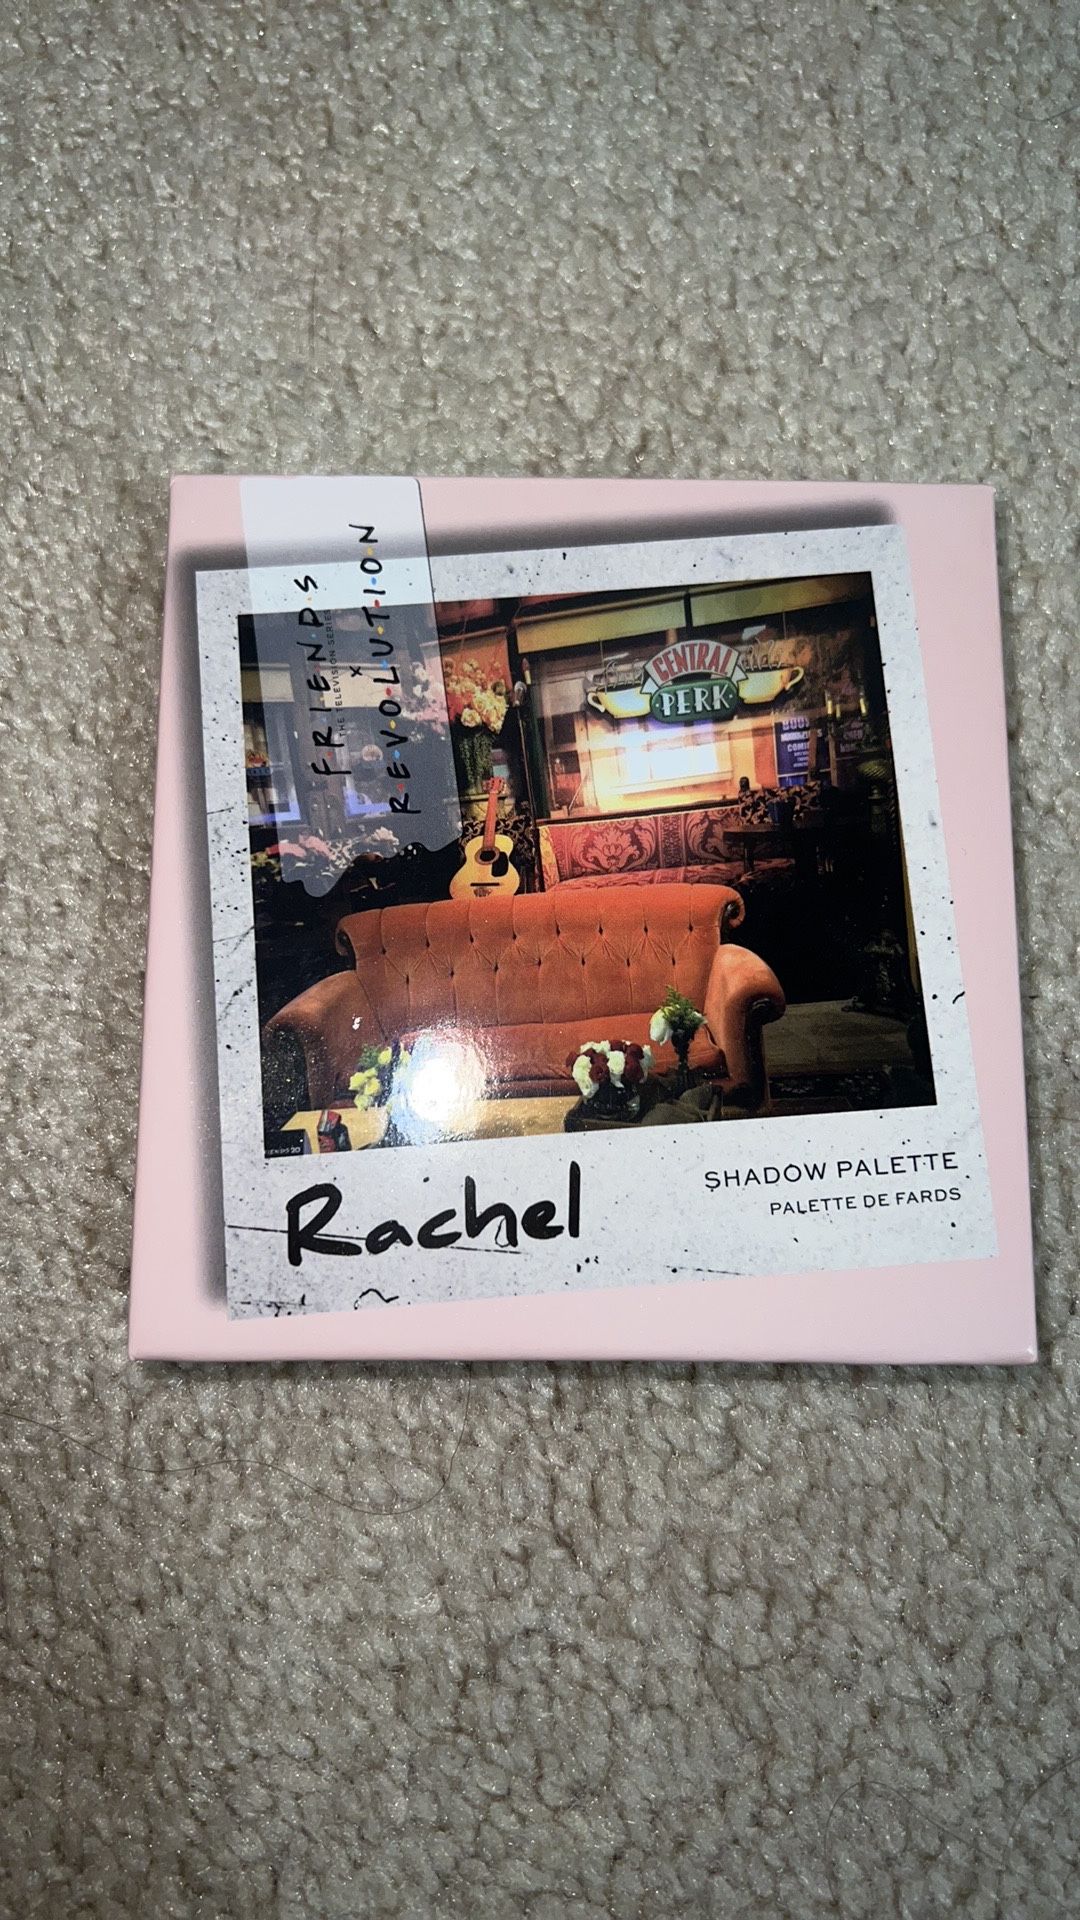 FRIENDS
THE TELEVISION SERIES
X
REVOLUTION
CENTRAL
PERK
Rachel
SHADOW PALETTE
PALETTE DE FARDS